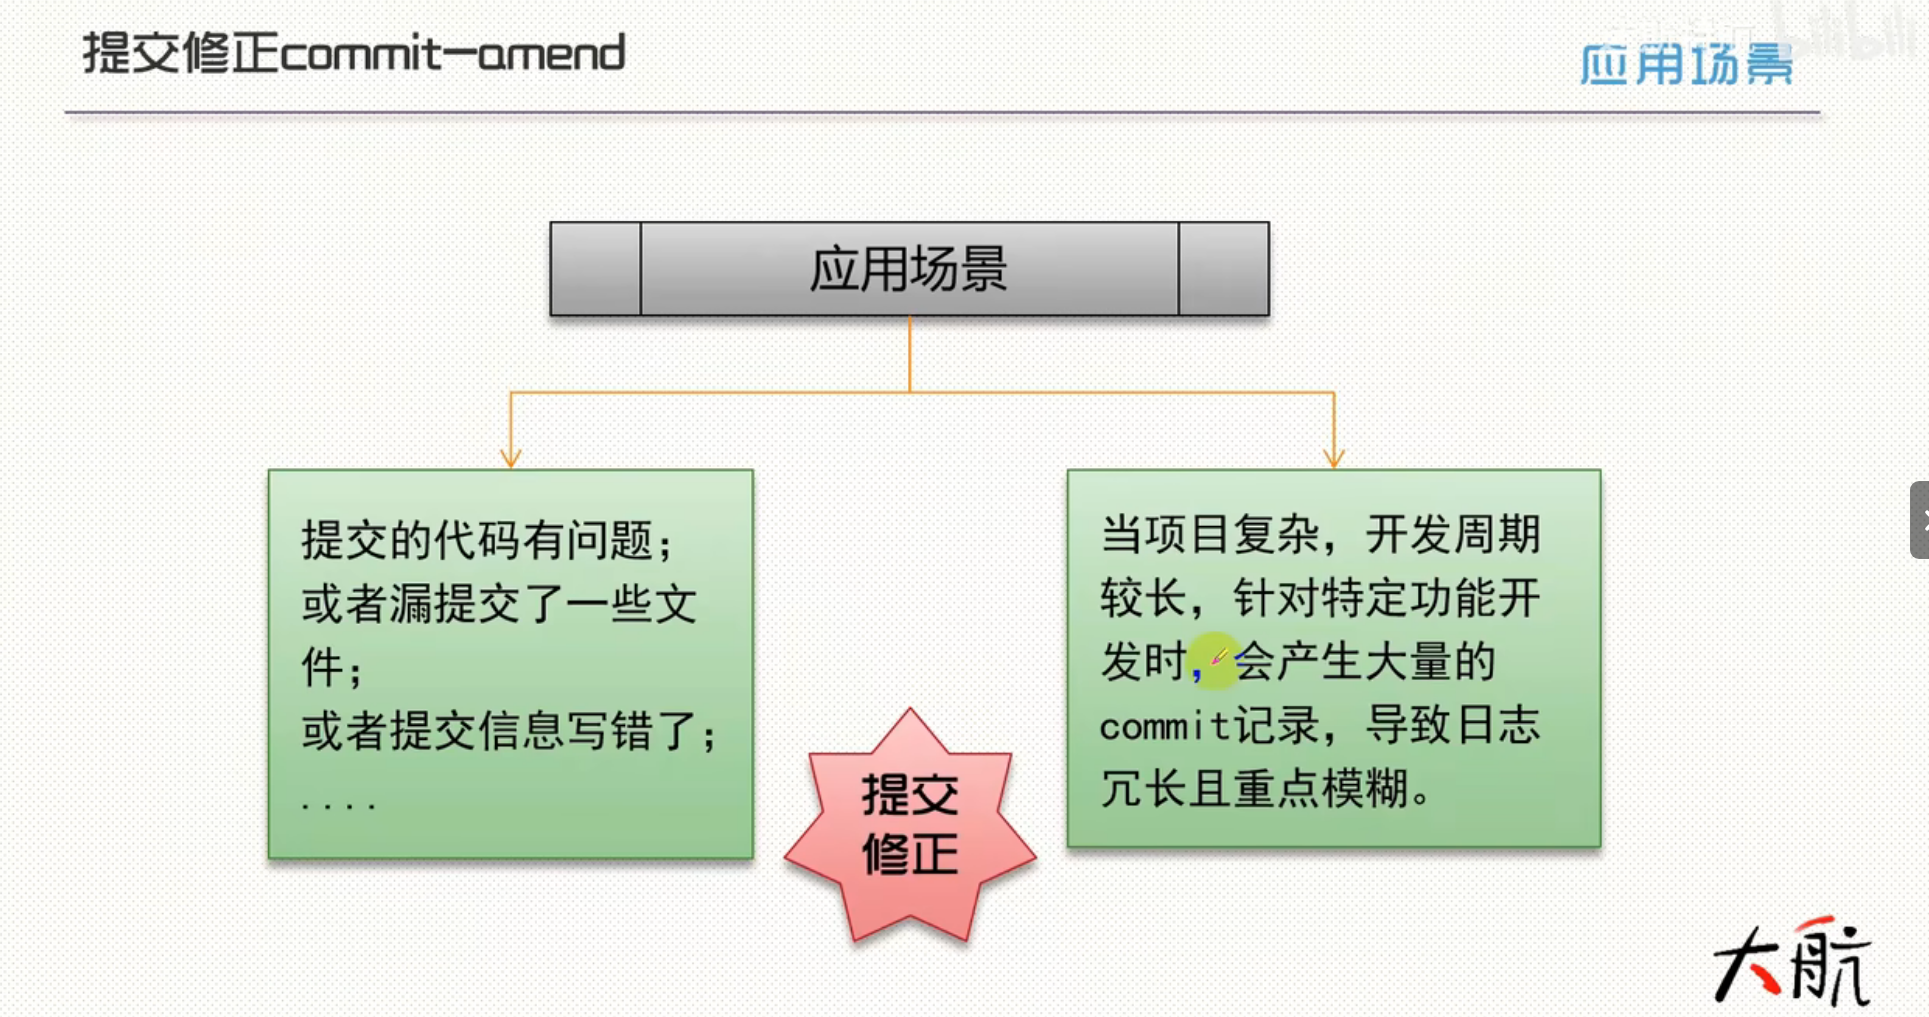 提交修正commit—amend
应用场景
bilibili
应用场景
提交的代码有问题；
或者漏提交了一些文
件；
或者提交信息写错了；
....
当项目复杂，开发周期
较长，针对特定功能开
发时，会产生大量的
commit记录，导致日志
冗长且重点模糊。
提交
修正
大航